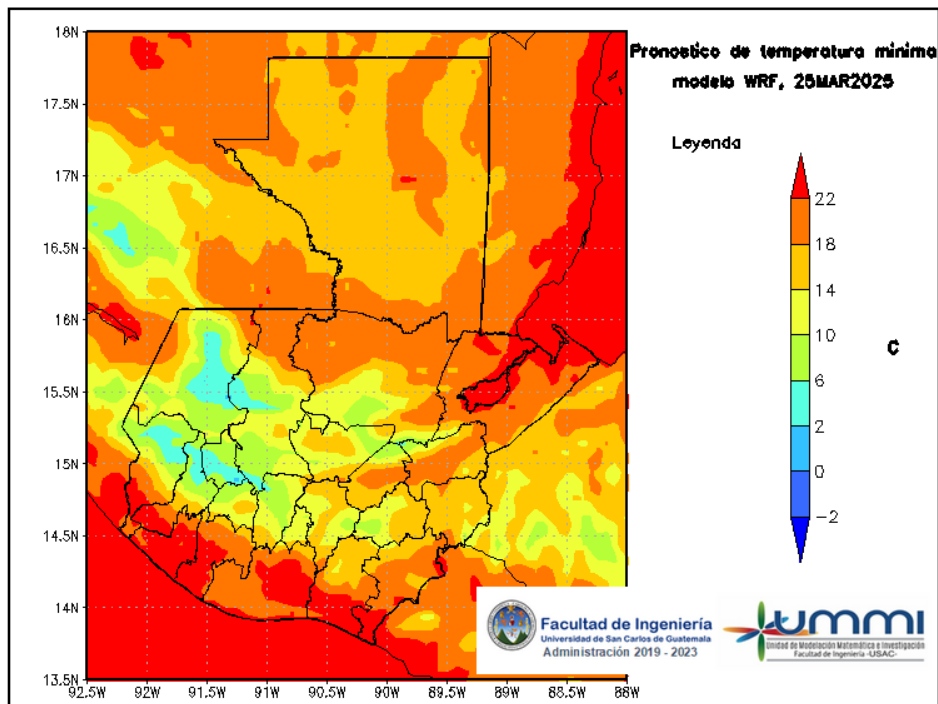 Pronostico de temperatura minima
modelo WRF, 25MAR2025
Leyenda
22
18
14
10
6
2
0
−2
C
18N
17.5N
17N
16.5N
16N
15.5N
15N
14.5N
14N
13.5N
92.5W
92W
91.5W
91W
90.5W
90W
89.5W
89W
88.5W
88W
Facultad de Ingeniería
Universidad de San Carlos de Guatemala
Administración 2019 - 2023
ummi
Unidad de Modelación Matemática e Investigación
Facultad de Ingeniería -USAC-